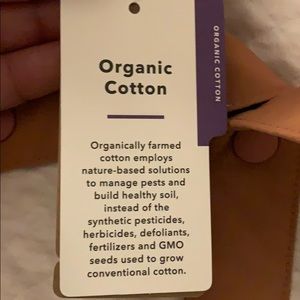 Organic
Cotton
ORGANIC COTTON
Organically farmed
cotton employs
nature-based solutions
to manage pests and
build healthy soil,
instead of the
synthetic pesticides,
herbicides, defoliants,
fertilizers and GMO
seeds used to grow
conventional cotton.